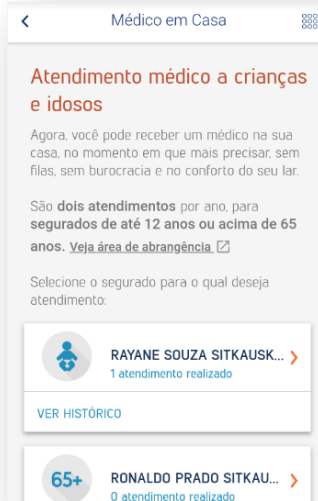 Médico em Casa
Atendimento médico a crianças
e idosos
Agora, você pode receber um médico na sua
casa, no momento em que mais precisar, sem
filas, sem burocracia e no conforto do seu lar.
São dois atendimentos por ano, para
segurados de até 12 anos ou acima de 65
anos. Veja área de abrangência
Selecione o segurado para o qual deseja
atendimento:
RAYANE SOUZA SITKAUSK...
1 atendimento realizado
VER HISTÓRICO
65+
RONALDO PRADO SITKAU...
0 atendimento realizado